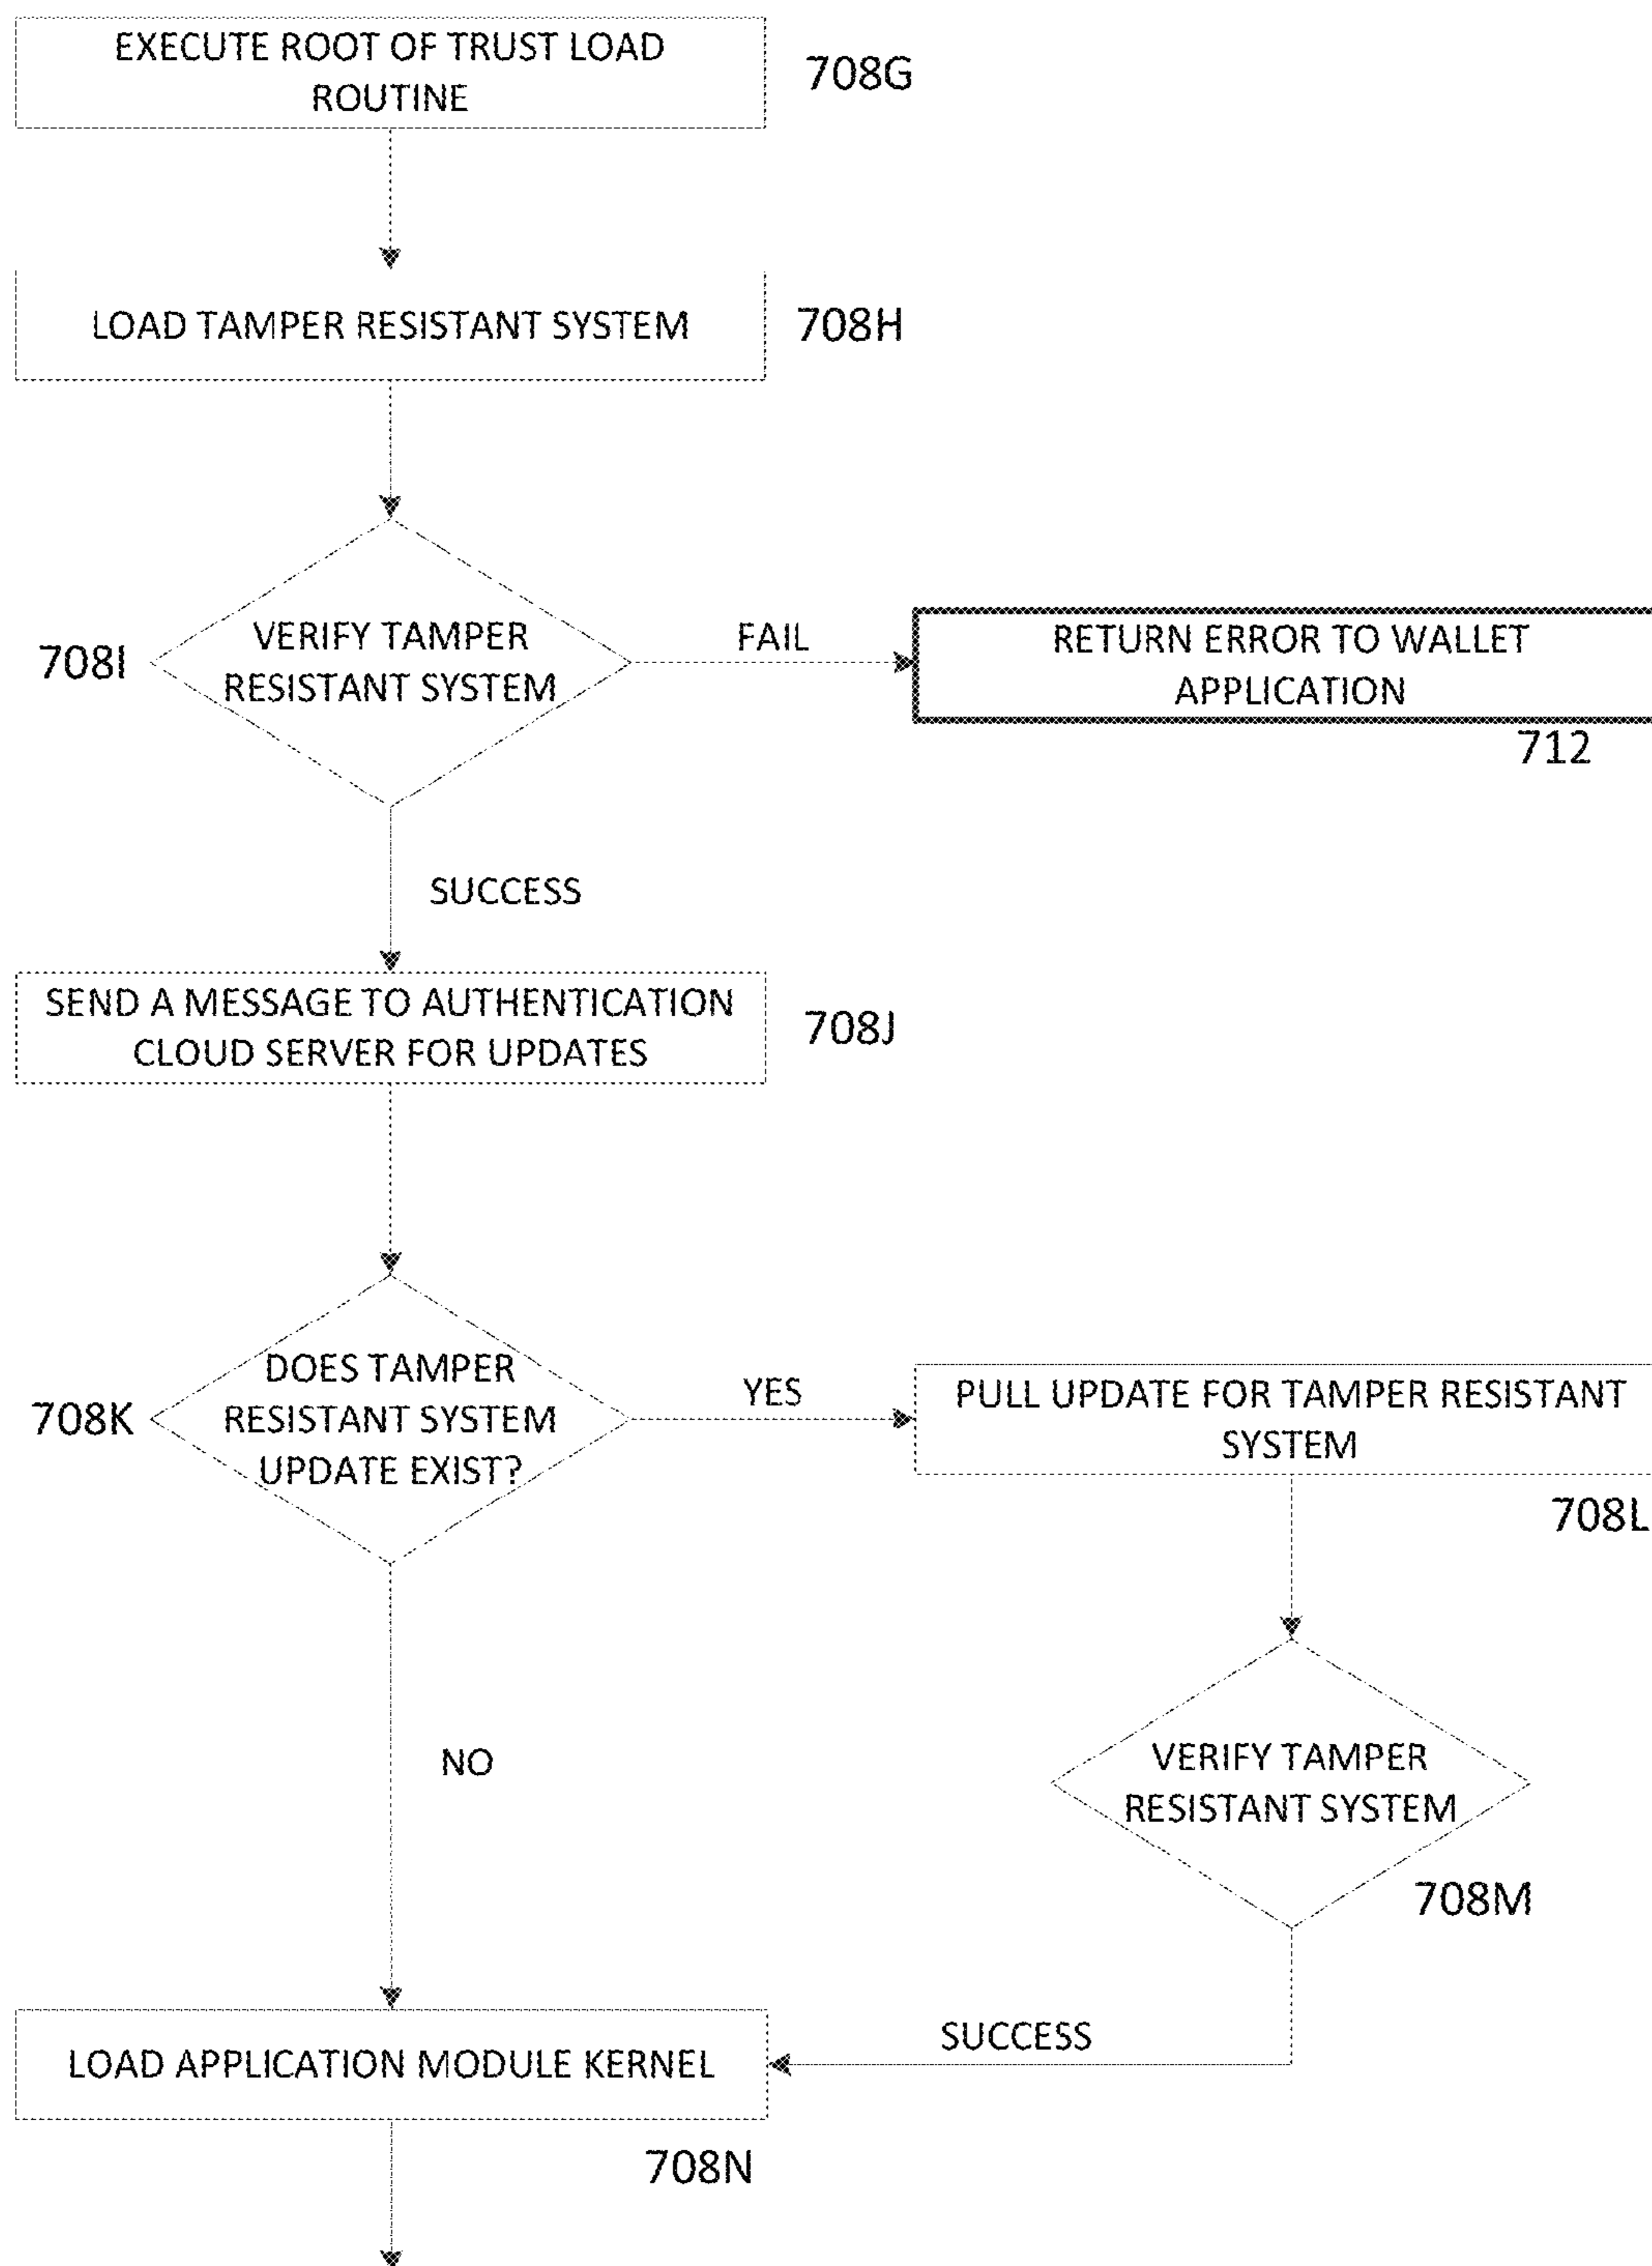 EXECUTE ROOT OF TRUST LOAD
ROUTINE
708G
LOAD TAMPER RESISTANT SYSTEM
708H
VERIFY TAMPER
RESISTANT SYSTEM
708I
FAIL
RETURN ERROR TO WALLET
APPLICATION
712
SUCCESS
SEND A MESSAGE TO AUTHENTICATION
CLOUD SERVER FOR UPDATES
708J
DOES TAMPER
RESISTANT SYSTEM
UPDATE EXIST?
708K
YES
PULL UPDATE FOR TAMPER RESISTANT
SYSTEM
708L
NO
VERIFY TAMPER
RESISTANT SYSTEM
708M
SUCCESS
LOAD APPLICATION MODULE KERNEL
708N